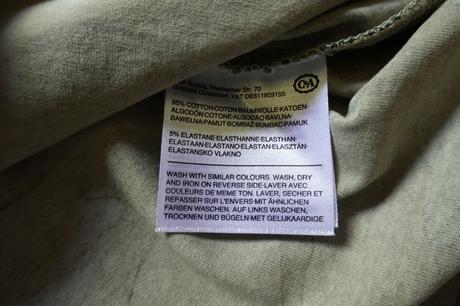 Wanheimer Str. 70
D-40468 Düsseldorf, VAT DE811809155
C&A
95% COTTON-COTON-BAUMWOLLE-KATOEN-
ALGODÓN-COTONE-ALGODÃO-BAVLNA-
BAWEŁNA-PAMUT-BOMBAŽ-BUMBAC-PAMUK
5% ELASTANE-ELASTHANNE-ELASTHAN-
ELASTAAN-ELASTANO-ELASTAN-ELASZTÁN-
ELASTANSKO VLAKNO
WASH WITH SIMILAR COLOURS. WASH, DRY
AND IRON ON REVERSE SIDE-LAVER AVEC
COULEURS DE MEME TON. LAVER, SECHER ET
REPASSER SUR L'ENVERS-MIT ÄHNLICHEN
FARBEN WASCHEN. AUF LINKS WASCHEN,
TROCKNEN UND BÜGELN-MET GELIJKAARDIGE